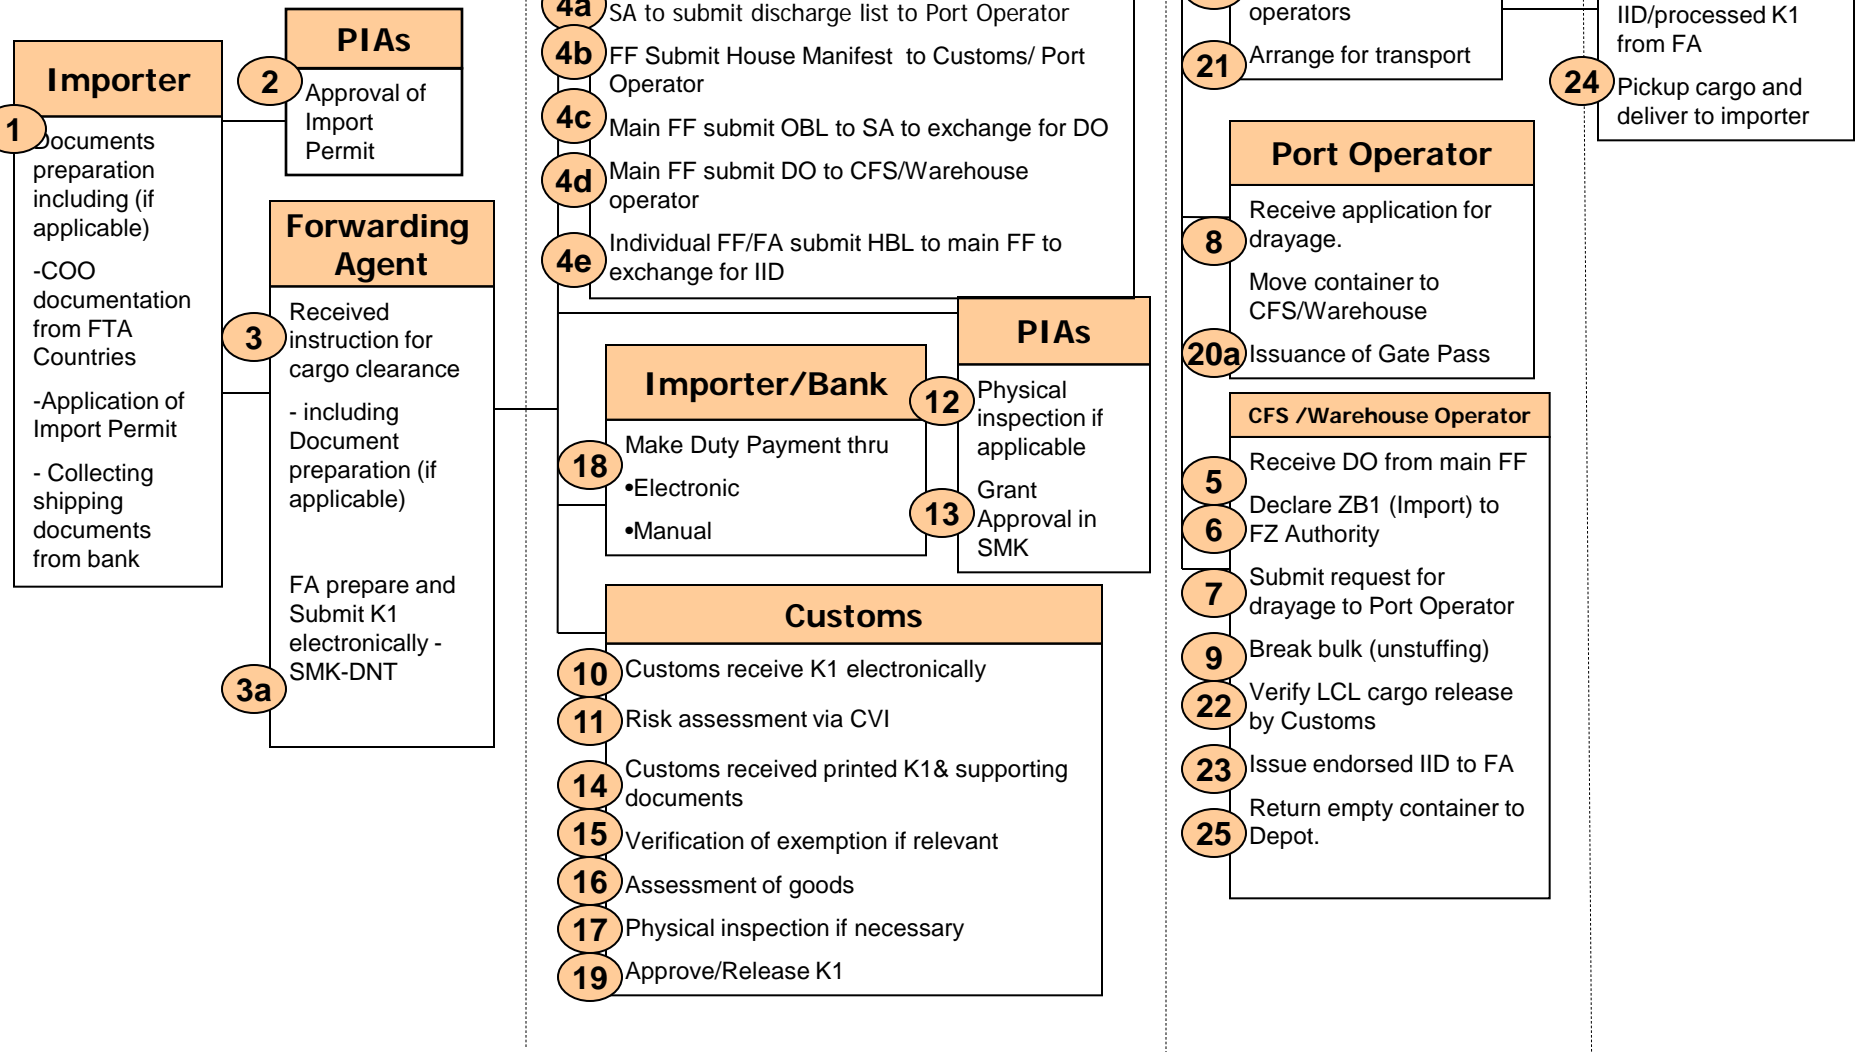 Importer
1
Documents
preparation
including (if
applicable)
-COO
documentation
from FTA
Countries
-Application of
Import Permit
- Collecting
shipping
documents
from bank
PIAs
2
Approval of
Import
Permit
Forwarding
Agent
3
Received
instruction for
cargo clearance
- including
Document
preparation (if
applicable)
FA prepare and
Submit K1
electronically -
SMK-DNT
3a
4a
SA to submit discharge list to Port Operator
4b
FF Submit House Manifest to Customs/ Port
Operator
4c
Main FF submit OBL to SA to exchange for DO
4d
Main FF submit DO to CFS/Warehouse
operator
4e
Individual FF/FA submit HBL to main FF to
exchange for IID
Importer/Bank
18
Make Duty Payment thru
•Electronic
•Manual
PIAs
12
Physical
inspection if
applicable
13
Grant
Approval in
SMK
Customs
10
Customs receive K1 electronically
11
Risk assessment via CVI
14
Customs received printed K1& supporting
documents
15
Verification of exemption if relevant
16
Assessment of goods
17
Physical inspection if necessary
19
Approve/Release K1
operators
21
Arrange for transport
Port Operator
8
Receive application for
drayage.
Move container to
CFS/Warehouse
20a
Issuance of Gate Pass
CFS /Warehouse Operator
5
Receive DO from main FF
6
Declare ZB1 (Import) to
FZ Authority
7
Submit request for
drayage to Port Operator
9
Break bulk (unstuffing)
22
Verify LCL cargo release
by Customs
23
Issue endorsed IID to FA
25
Return empty container to
Depot.
IID/processed K1
from FA
24
Pickup cargo and
deliver to importer